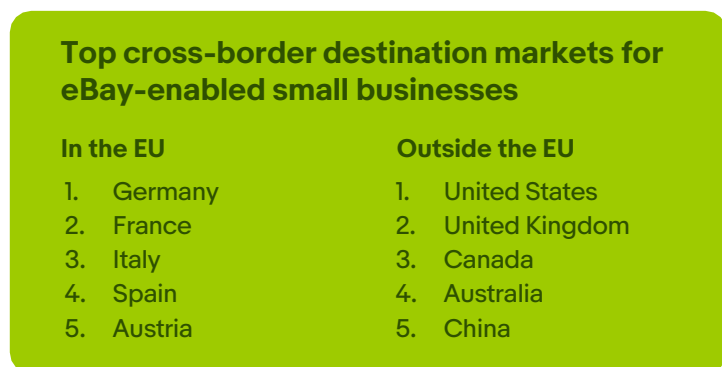 Top cross-border destination markets for
eBay-enabled small businesses
In the EU
1. Germany
2. France
3. Italy
4. Spain
5. Austria
Outside the EU
1. United States
2. United Kingdom
3. Canada
4. Australia
5. China